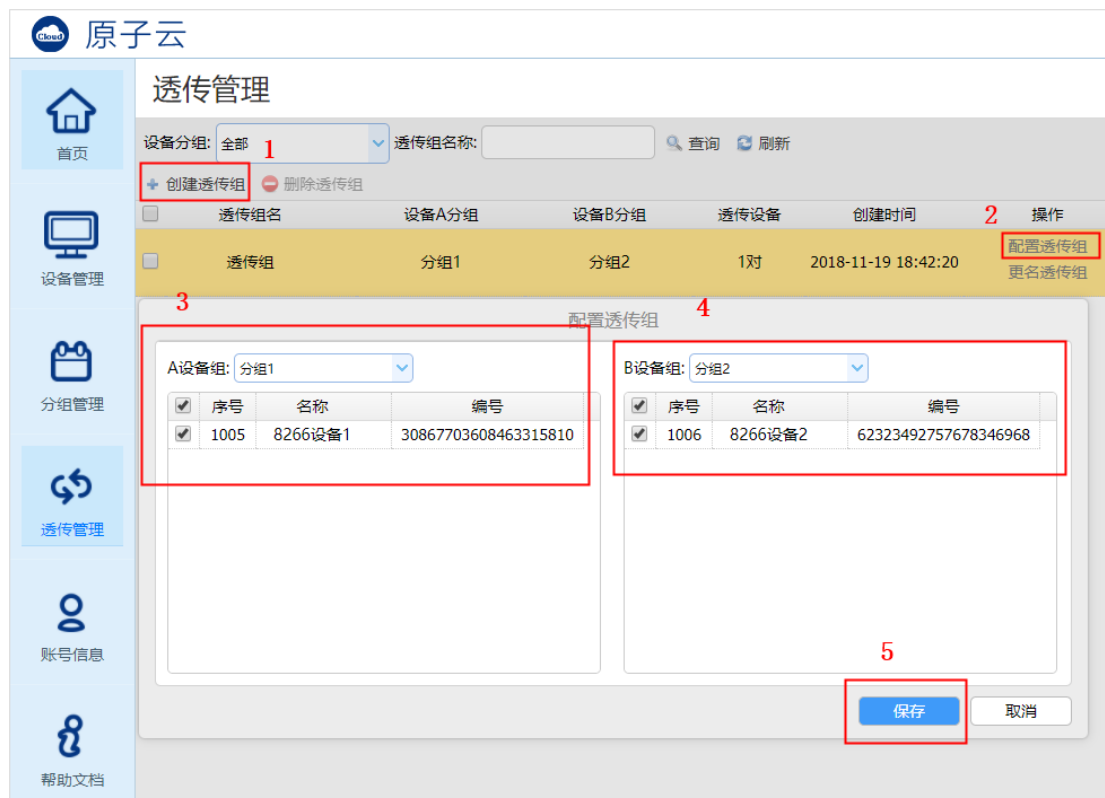 Cloud 原子云
首页
设备管理
分组管理
透传管理
账号信息
帮助文档
透传管理
设备分组: 全部 透传组名称: 查询 刷新
1
创建透传组 删除透传组
透传组名 设备A分组 设备B分组 透传设备 创建时间 2 操作
透传组 分组1 分组2 1对 2018-11-19 18:42:20 配置透传组
更名透传组
3 4
配置透传组
A设备组: 分组1
序号 名称 编号
1005 8266设备1 30867703608463315810
B设备组: 分组2
序号 名称 编号
1006 8266设备2 62323492757678346968
5
保存 取消